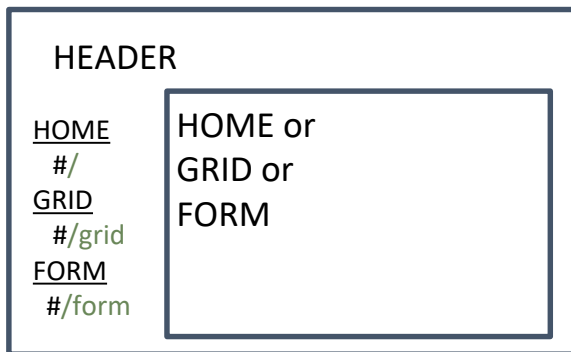 HEADER
HOME
#/
GRID
#/grid
FORM
#/form
HOME or
GRID or
FORM